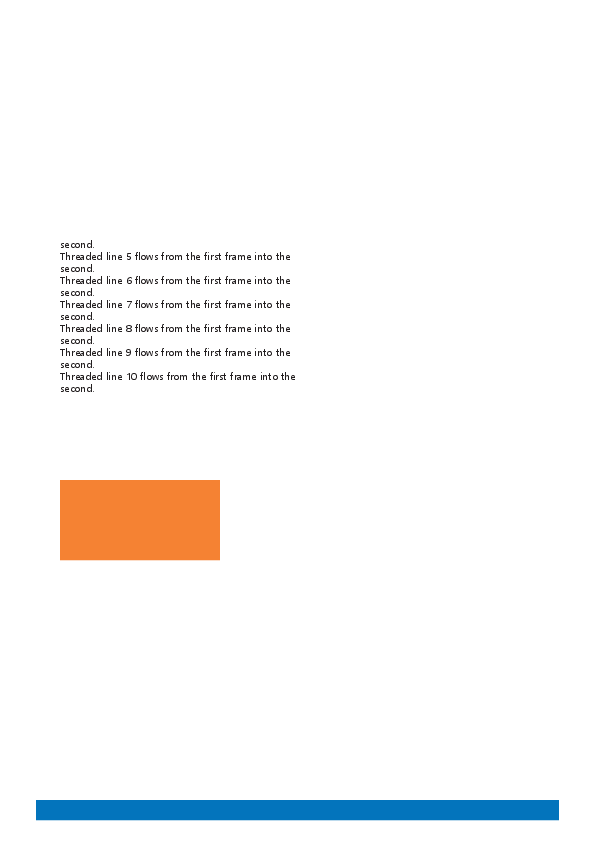 second.
Threaded line 5 flows from the first frame into the
second.
Threaded line 6 flows from the first frame into the
second.
Threaded line 7 flows from the first frame into the
second.
Threaded line 8 flows from the first frame into the
second.
Threaded line 9 flows from the first frame into the
second.
Threaded line 10 flows from the first frame into the
second.